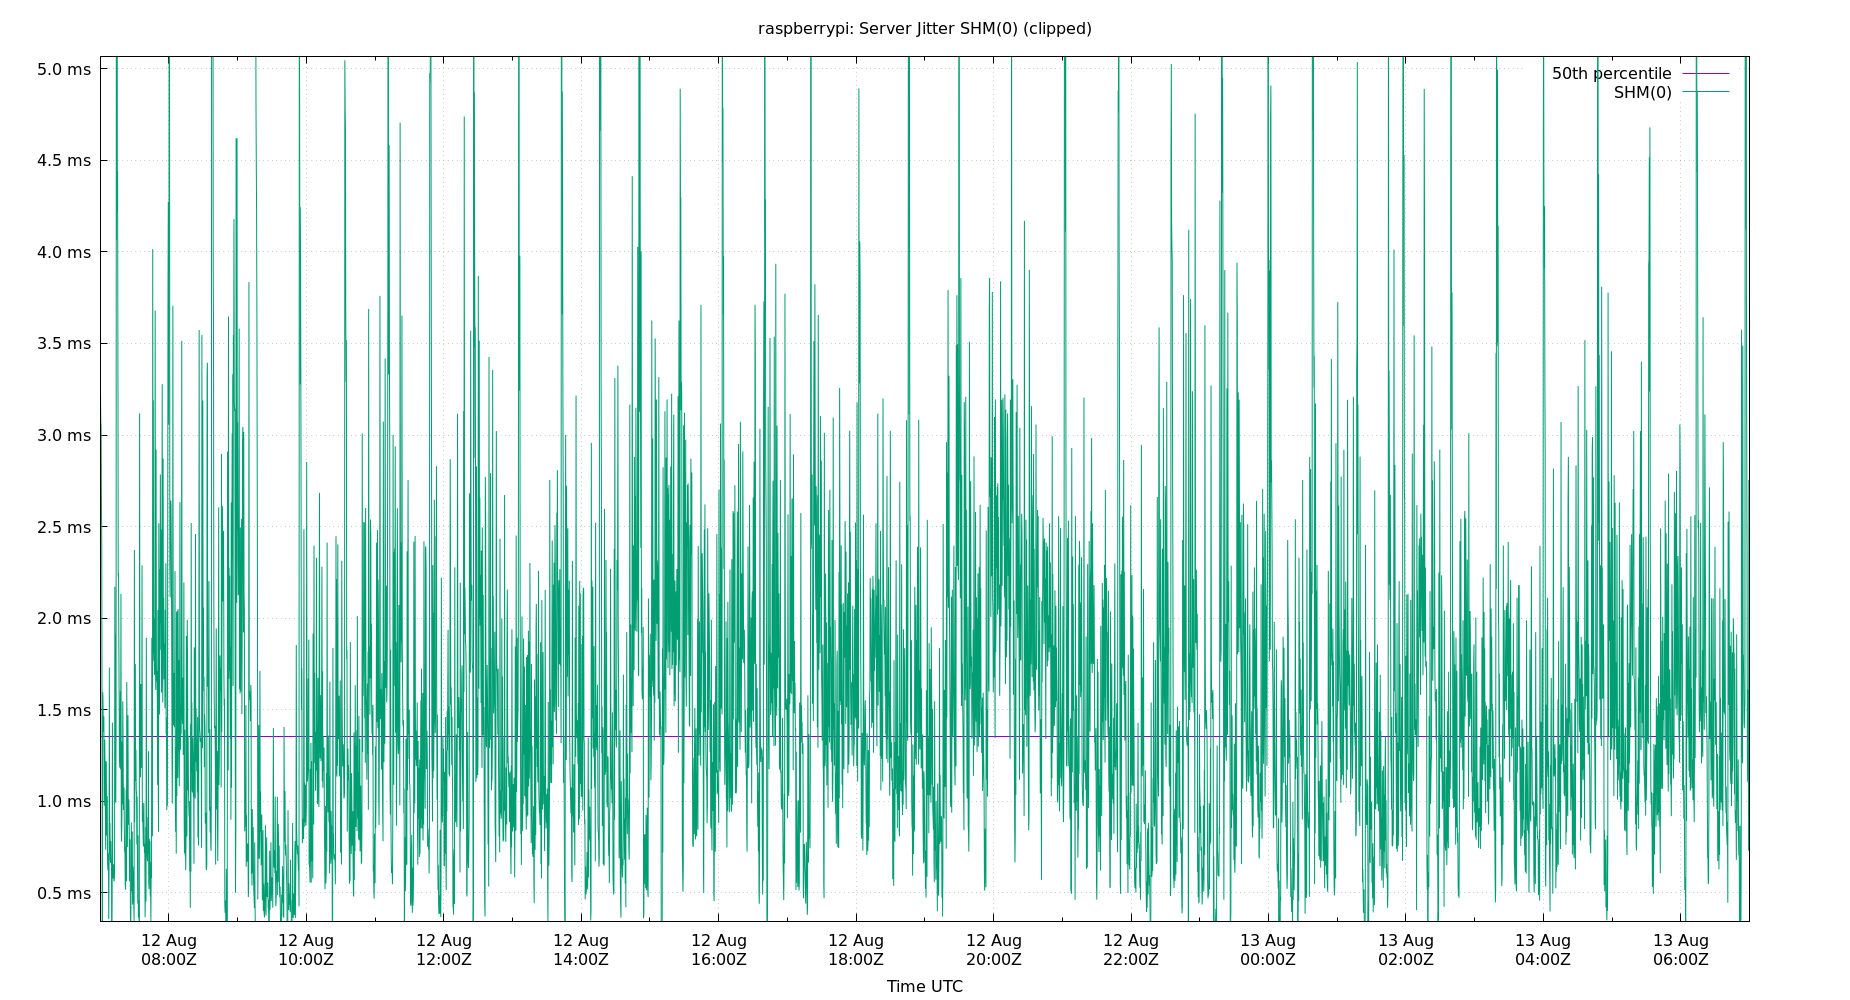 raspberrypi: Server Jitter SHM(0) (clipped)
50th percentile
SHM(0)
5.0 ms
4.5 ms
4.0 ms
3.5 ms
3.0 ms
2.5 ms
2.0 ms
1.5 ms
1.0 ms
0.5 ms
12 Aug 12 Aug 12 Aug 12 Aug 12 Aug 12 Aug 12 Aug 12 Aug 13 Aug 13 Aug 13 Aug 13 Aug
08:00Z 10:00Z 12:00Z 14:00Z 16:00Z 18:00Z 20:00Z 22:00Z 00:00Z 02:00Z 04:00Z 06:00Z
Time UTC